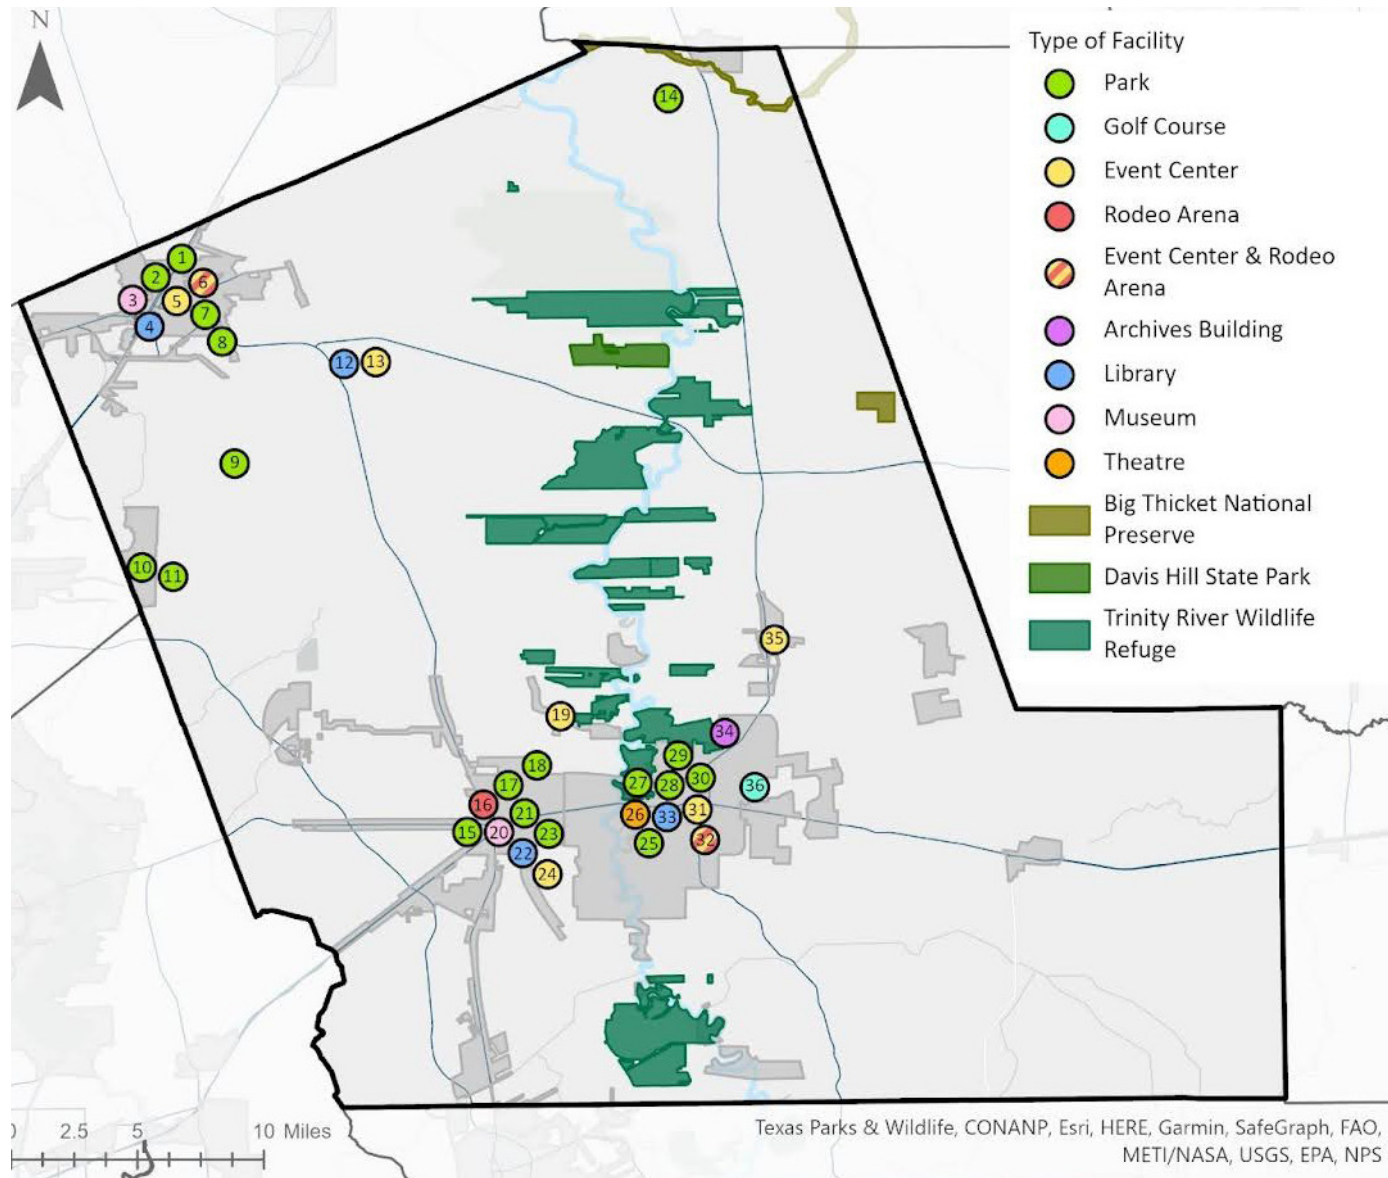 N
Type of Facility
Park
Golf Course
Event Center
Rodeo Arena
Event Center & Rodeo
Arena
Archives Building
Library
Museum
Theatre
Big Thicket National
Preserve
Davis Hill State Park
Trinity River Wildlife
Refuge
14
1
2
6
3
5
7
4
8
12
13
9
10
11
35
19
34
29
18
17
27
28
30
36
16
21
26
33
31
15
20
23
25
32
22
24
0 2.5 5 10 Miles
Texas Parks & Wildlife, CONANP, Esri, HERE, Garmin, SafeGraph, FAO,
METI/NASA, USGS, EPA, NPS